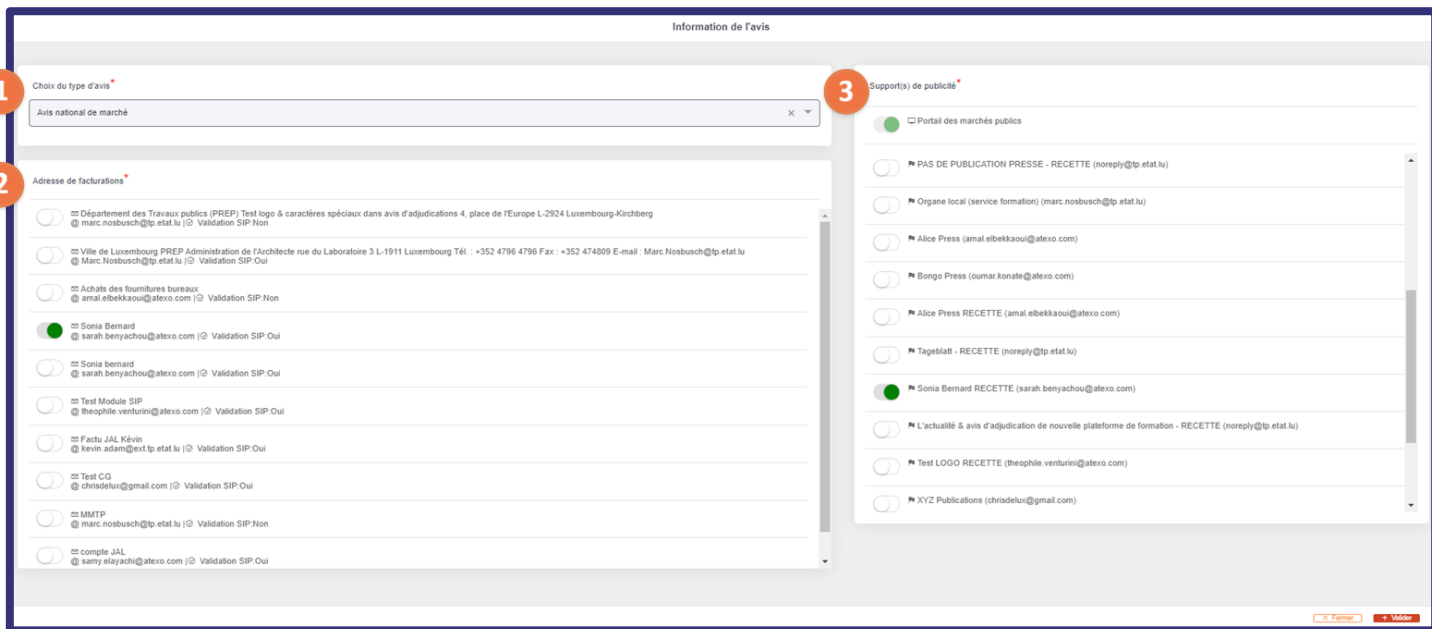 Information de l'avis
1
Choix du type d'avis*
Avis national de marché
2
Adresse de facturations*
Département des Travaux publics (PREP) Test logo & caractères spéciaux dans avis d'adjudications 4, place de l'Europe L-2924 Luxembourg-Kirchberg
@ marc.nosbusch@tp.etat.lu | Validation SIP:Non
Ville de Luxembourg PREP Administration de l'Architecte rue du Laboratoire 3 L-1911 Luxembourg Tél. : +352 4796 4796 Fax : +352 474809 E-mail : Marc.Nosbusch@tp.etat.lu
@ Marc.Nosbusch@tp.etat.lu | Validation SIP:Oui
Achats des fournitures bureaux
@ amal.elbekkaoui@atexo.com | Validation SIP:Non
Sonia Bernard
@ sarah.benyachou@atexo.com | Validation SIP:Oui
Sonia bernard
@ sarah.benyachou@atexo.com | Validation SIP:Oui
Test Module SIP
@ theophile.venturini@atexo.com | Validation SIP:Oui
Factu JAL Kévin
@ kevin.adam@ext.tp.etat.lu | Validation SIP:Oui
Test CG
@ chrisdelux@gmail.com | Validation SIP:Oui
MMTP
@ marc.nosbusch@tp.etat.lu | Validation SIP:Non
compte JAL
@ samy.elayachi@atexo.com | Validation SIP:Oui
3
Support(s) de publicité*
Portail des marchés publics
PAS DE PUBLICATION PRESSE - RECETTE (noreply@tp.etat.lu)
Organe local (service formation) (marc.nosbusch@tp.etat.lu)
Alice Press (amal.elbekkaoui@atexo.com)
Bongo Press (oumar.konate@atexo.com)
Alice Press RECETTE (amal.elbekkaoui@atexo.com)
Tageblatt - RECETTE (noreply@tp.etat.lu)
Sonia Bernard RECETTE (sarah.benyachou@atexo.com)
L'actualité & avis d'adjudication de nouvelle plateforme de formation - RECETTE (noreply@tp.etat.lu)
Test LOGO RECETTE (theophile.venturini@atexo.com)
XYZ Publications (chrisdelux@gmail.com)
× Fermer
+ Valider